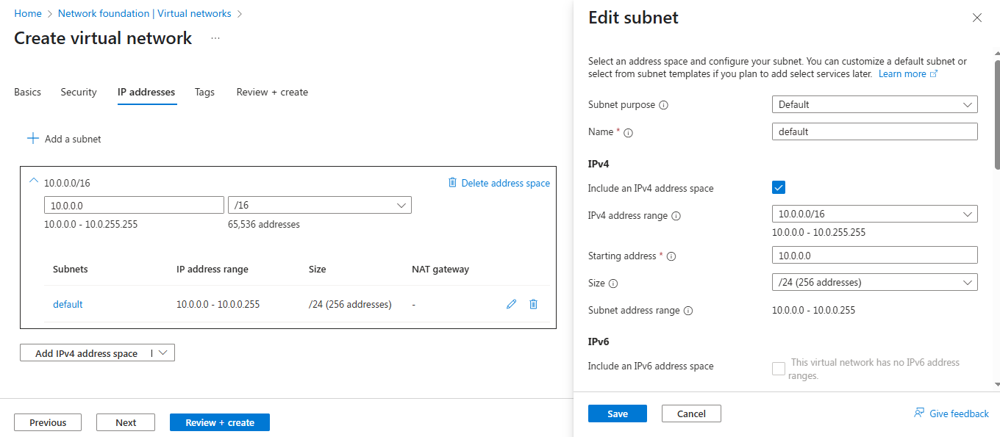 Home > Network foundation | Virtual networks >
Create virtual network ...
Basics Security IP addresses Tags Review + create
+ Add a subnet
10.0.0.0/16 Delete address space
10.0.0.0 /16
10.0.0.0 - 10.0.255.255 65,536 addresses
Subnets IP address range Size NAT gateway
default 10.0.0.0 - 10.0.0.255 /24 (256 addresses) -
Add IPv4 address space |
Previous Next Review + create
Edit subnet
Select an address space and configure your subnet. You can customize a default subnet or
select from subnet templates if you plan to add select services later. Learn more
Subnet purpose Default
Name * default
IPv4
Include an IPv4 address space
IPv4 address range 10.0.0.0/16
10.0.0.0 - 10.0.255.255
Starting address * 10.0.0.0
Size /24 (256 addresses)
Subnet address range 10.0.0.0 - 10.0.0.255
IPv6
Include an IPv6 address space This virtual network has no IPv6 address
ranges.
Save Cancel Give feedback